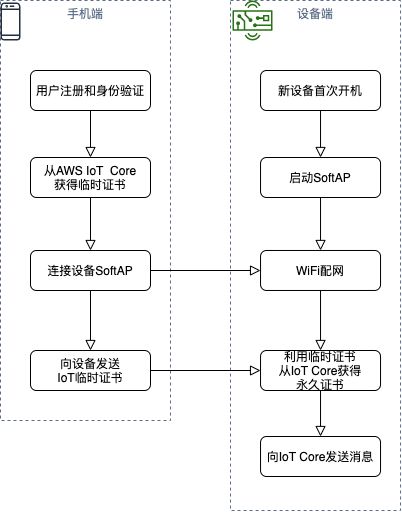 手机端
用户注册和身份验证
从AWS IoT Core
获得临时证书
连接设备SoftAP
向设备发送
IoT临时证书
设备端
新设备首次开机
启动SoftAP
WiFi配网
利用临时证书
从IoT Core获得
永久证书
向IoT Core发送消息